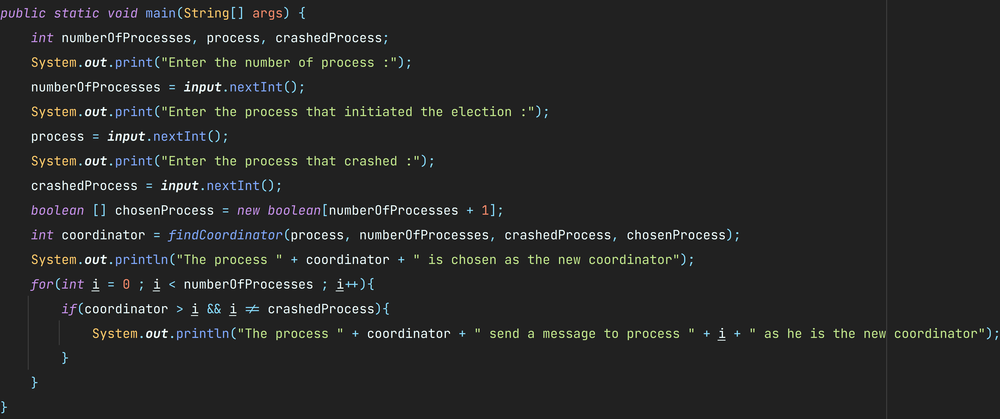 public static void main(String[] args) {
    int numberOfProcesses, process, crashedProcess;
    System.out.print("Enter the number of process :");
    numberOfProcesses = input.nextInt();
    System.out.print("Enter the process that initiated the election :");
    process = input.nextInt();
    System.out.print("Enter the process that crashed :");
    crashedProcess = input.nextInt();
    boolean [] chosenProcess = new boolean[numberOfProcesses + 1];
    int coordinator = findCoordinator(process, numberOfProcesses, crashedProcess, chosenProcess);
    System.out.println("The process " + coordinator + " is chosen as the new coordinator");
    for(int i = 0 ; i < numberOfProcesses ; i++){
        if(coordinator > i && i != crashedProcess){
            System.out.println("The process " + coordinator + " send a message to process " + i + " as he is the new coordinator");
        }
    }
}